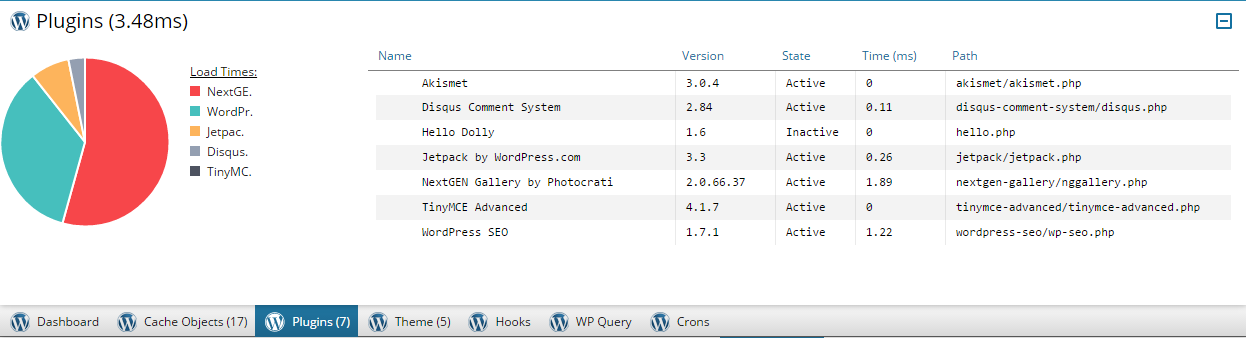 Plugins (3.48ms)
Load Times:
NextGE.
WordPr.
Jetpac.
Disqus.
TinyMC.
Name Version State Time (ms) Path
Akismet 3.0.4 Active 0 akismet/akismet.php
Disqus Comment System 2.84 Active 0.11 disqus-comment-system/disqus.php
Hello Dolly 1.6 Inactive 0 hello.php
Jetpack by WordPress.com 3.3 Active 0.26 jetpack/jetpack.php
NextGEN Gallery by Photocrati 2.0.66.37 Active 1.89 nextgen-gallery/nggallery.php
TinyMCE Advanced 4.1.7 Active 0 tinymce-advanced/tinymce-advanced.php
WordPress SEO 1.7.1 Active 1.22 wordpress-seo/wp-seo.php
Dashboard Cache Objects (17) Plugins (7) Theme (5) Hooks WP Query Crons